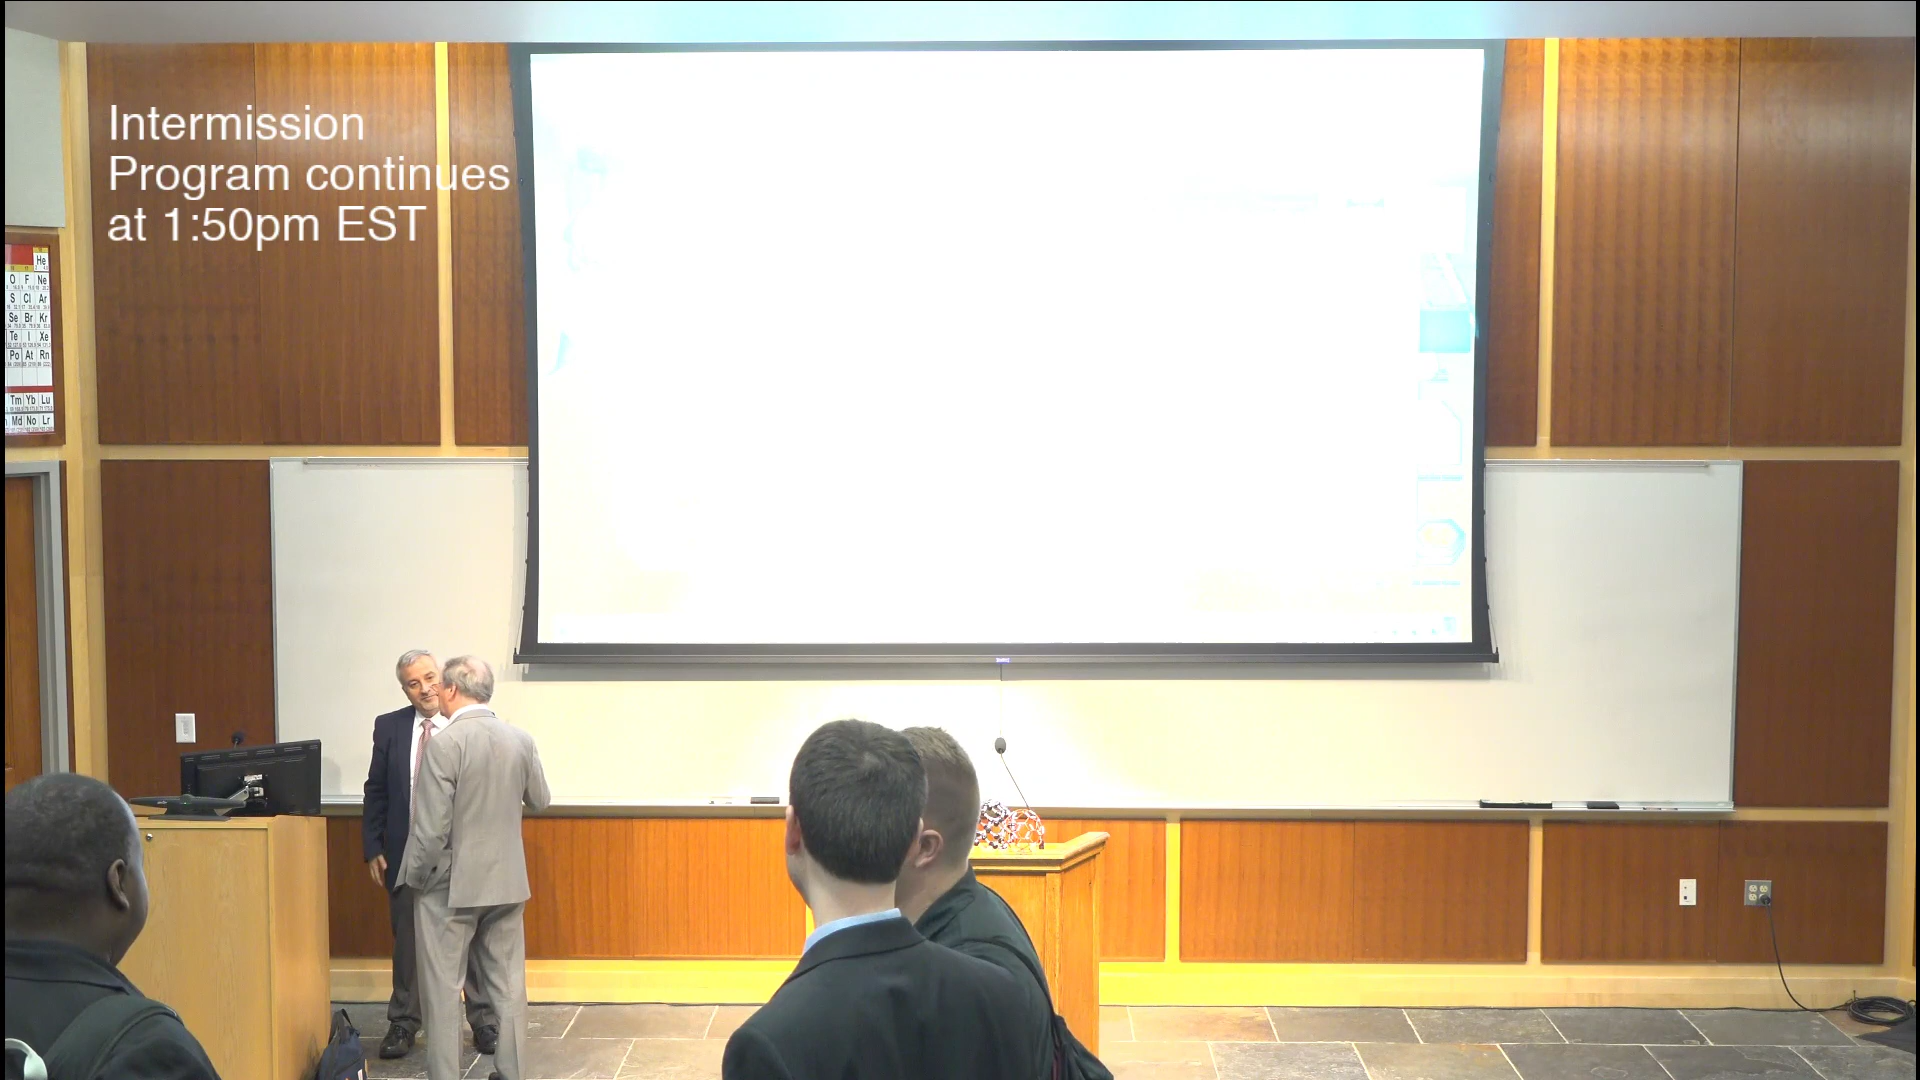 Intermission
Program continues
at 1:50pm EST
He
O F Ne
S Cl Ar
Se Br Kr
Te I Xe
Po At Rn
Tm Yb Lu
Md No Lr